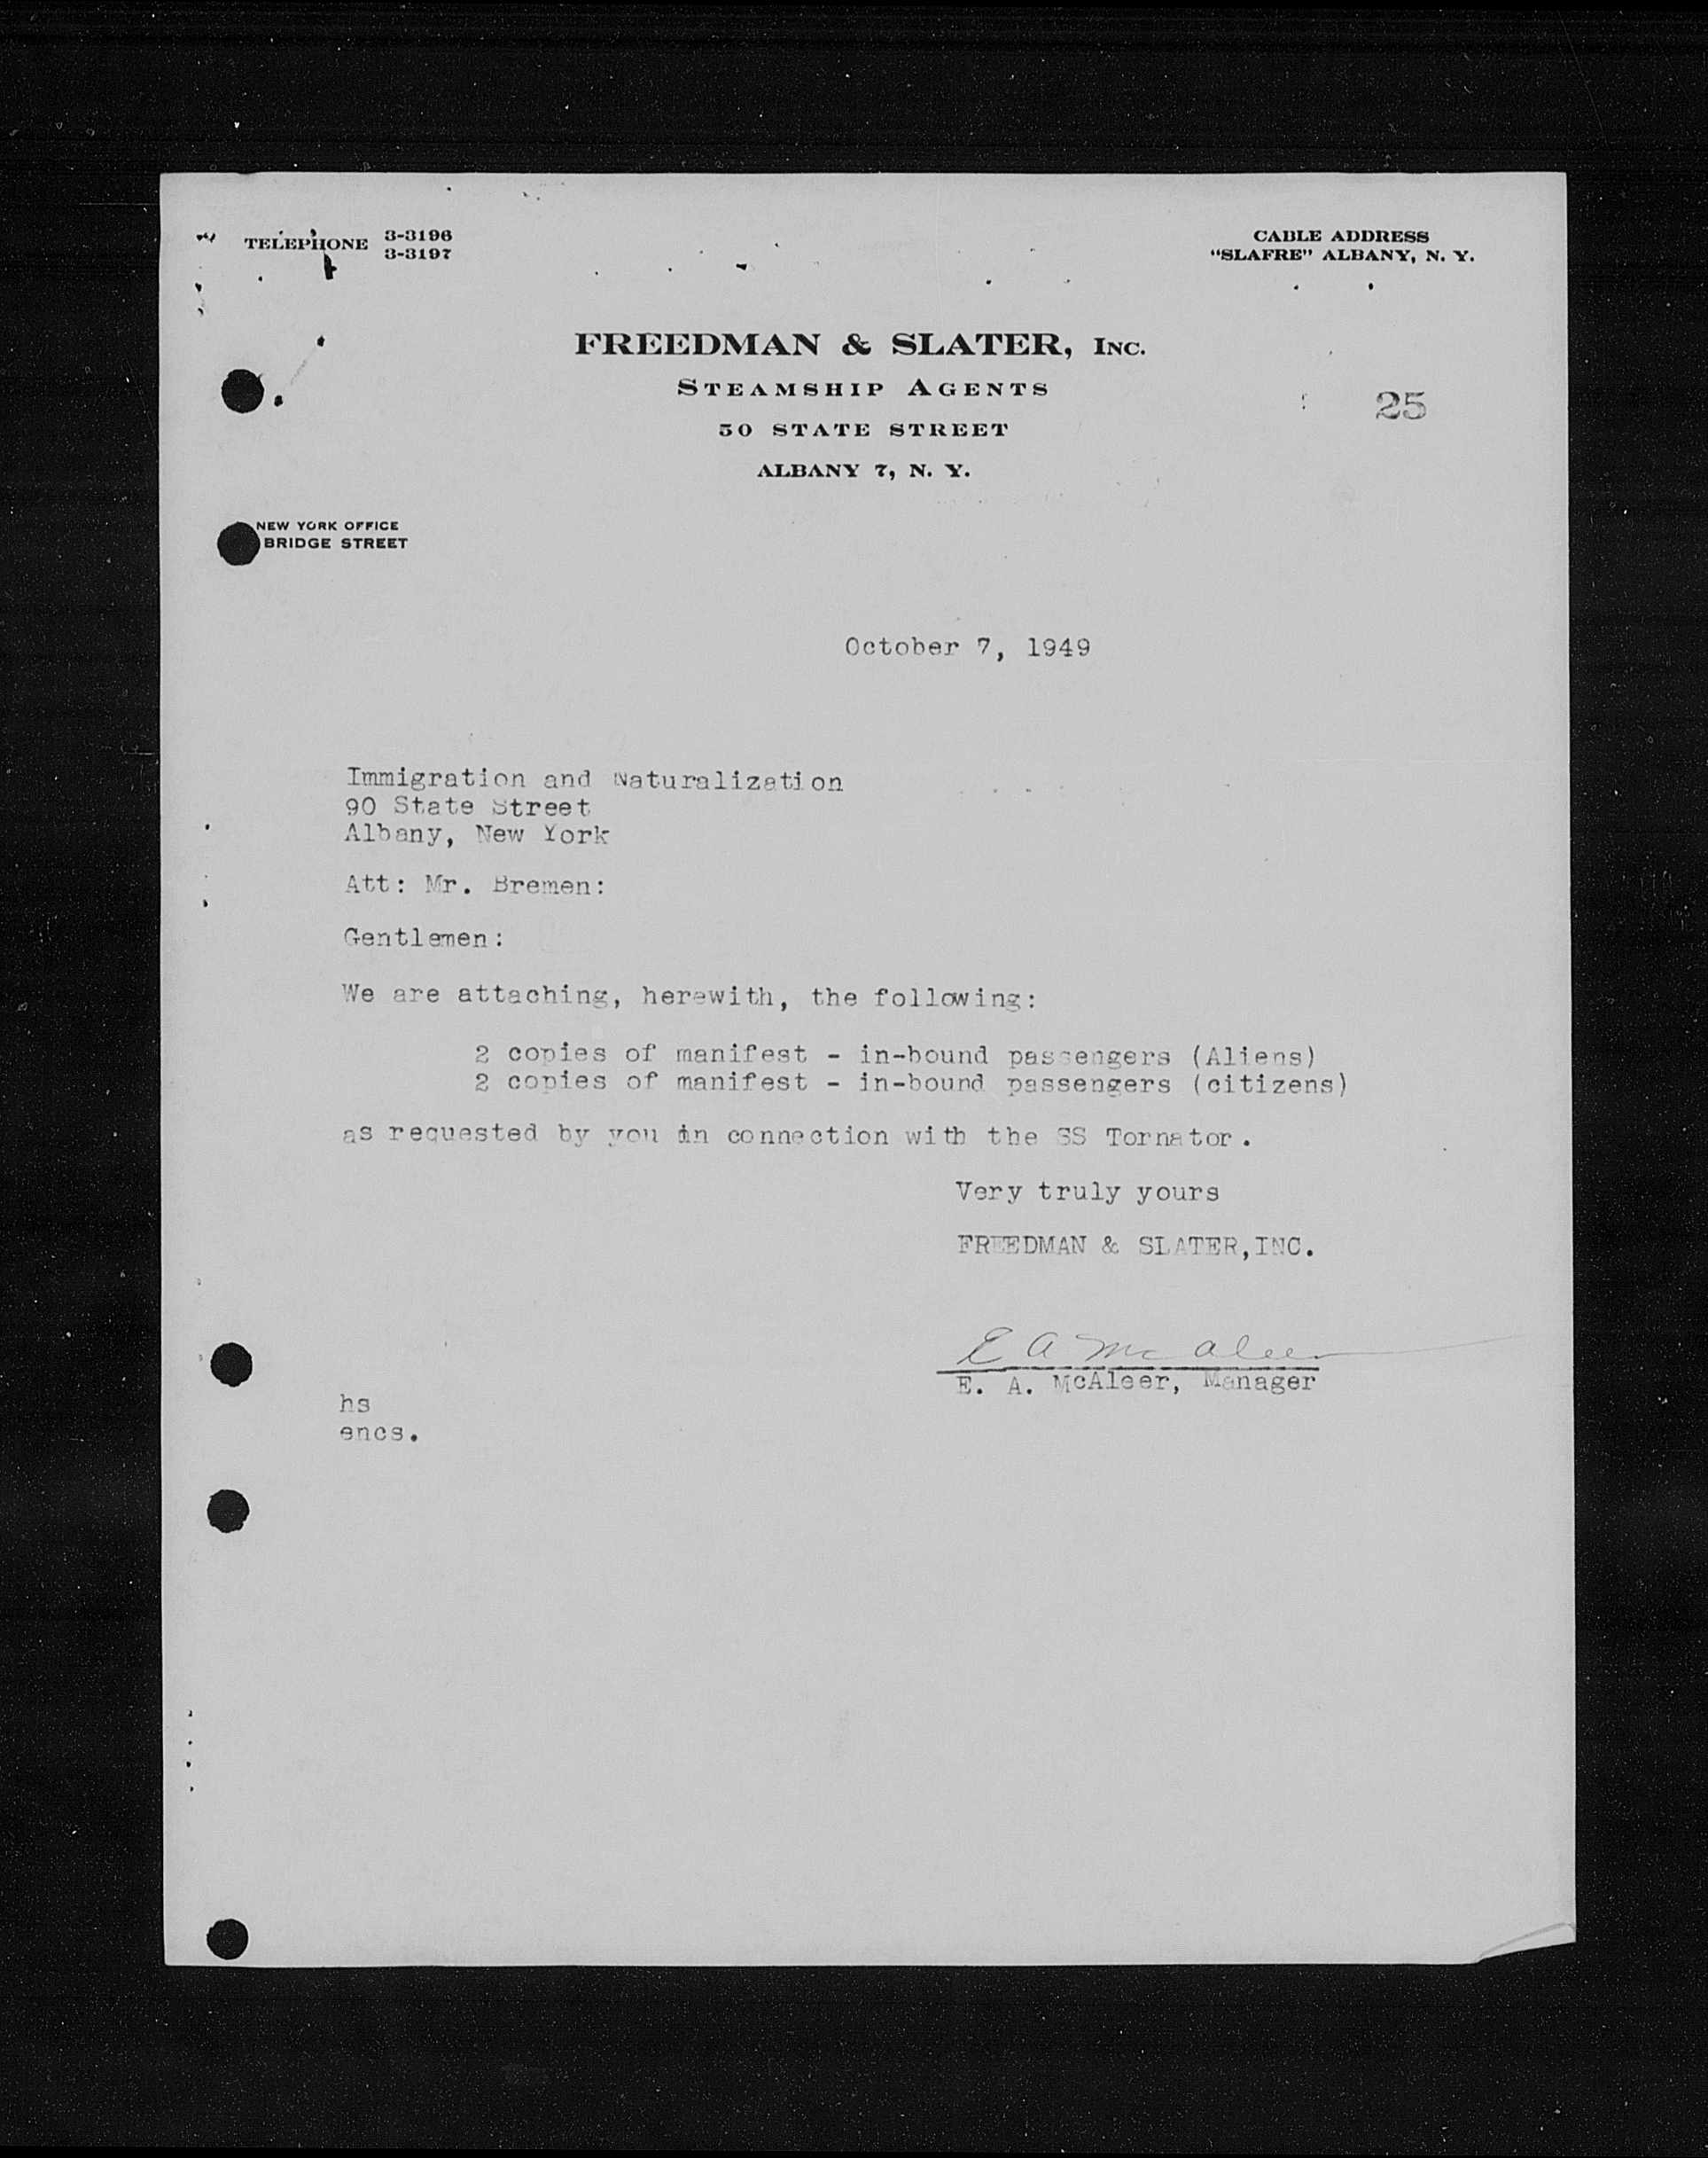 TELEPHONE 3-3196
3-3197
CABLE ADDRESS
"SLAFRE" ALBANY, N. Y.
FREEDMAN & SLATER, INC.
STEAMSHIP AGENTS
50 STATE STREET
ALBANY 7, N. Y.
25
NEW YORK OFFICE
BRIDGE STREET
October 7, 1949
Immigration and Naturalization
90 State Street
Albany, New York
Att: Mr. Bremen:
Gentlemen:
We are attaching, herewith, the following:
2 copies of manifest - in-bound passengers (Aliens)
2 copies of manifest - in-bound passengers (citizens)
as requested by you in connection with the SS Tornator.
Very truly yours
FREEDMAN & SLATER,INC.
E A McAleer
E. A. McAleer, Manager
hs
encs.